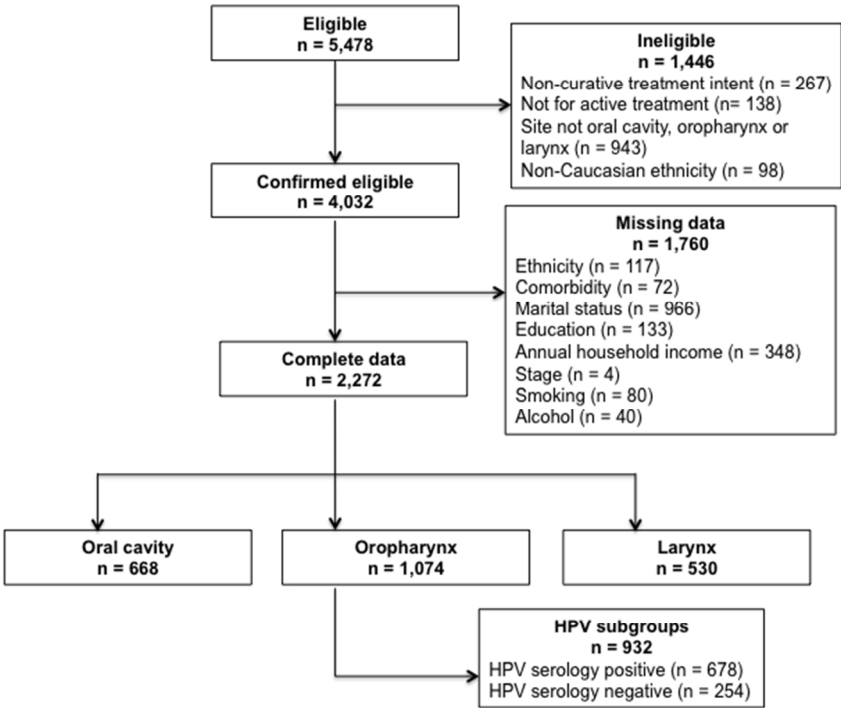 Eligible
n = 5,478
Ineligible
n = 1,446
Non-curative treatment intent (n = 267)
Not for active treatment (n= 138)
Site not oral cavity, oropharynx or
larynx (n = 943)
Non-Caucasian ethnicity (n = 98)
Confirmed eligible
n = 4,032
Missing data
n = 1,760
Ethnicity (n = 117)
Comorbidity (n = 72)
Marital status (n = 966)
Education (n = 133)
Annual household income (n = 348)
Stage (n = 4)
Smoking (n = 80)
Alcohol (n = 40)
Complete data
n = 2,272
Oral cavity
n = 668
Oropharynx
n = 1,074
Larynx
n = 530
HPV subgroups
n = 932
HPV serology positive (n = 678)
HPV serology negative (n = 254)